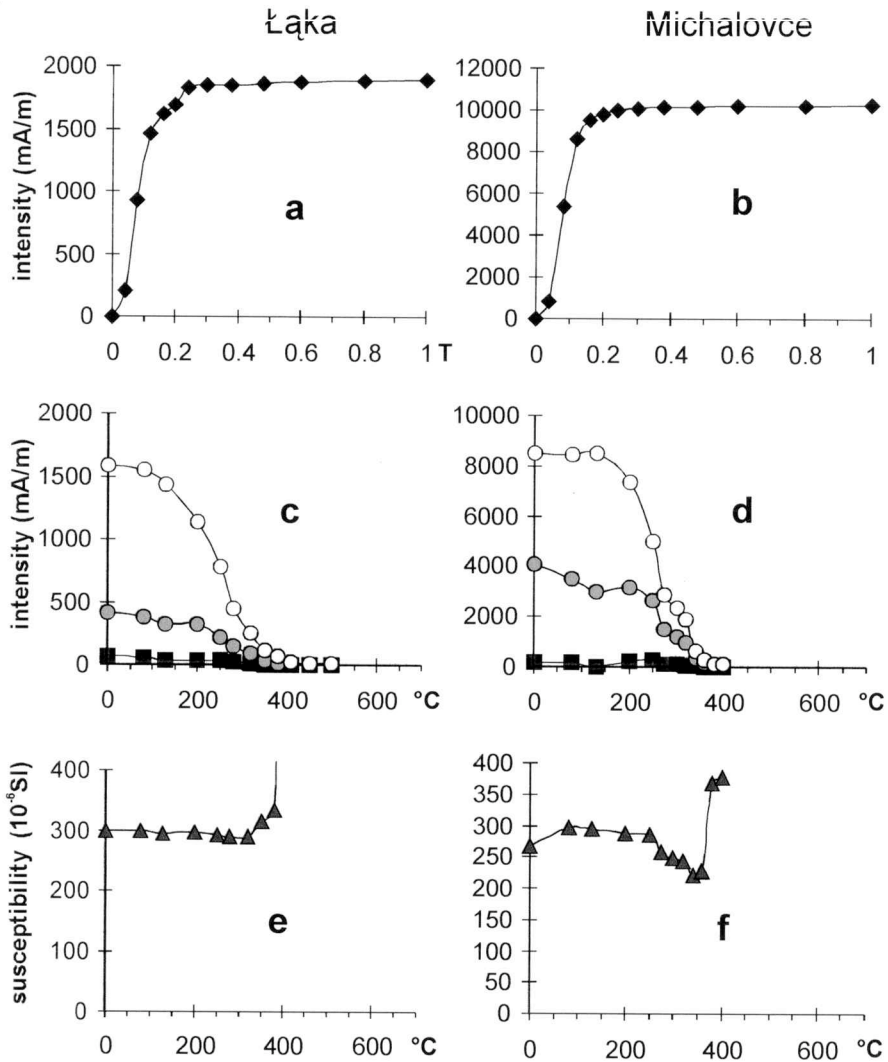 Łąka Michalovce
2000 12000
1500 10000
1000 8000
500 6000
0 4000
2000
0
intensity (mA/m)
a b
0 0.2 0.4 0.6 0.8 1 T 0 0.2 0.4 0.6 0.8 1
2000 10000
1500 8000
1000 6000
500 4000
0 2000
0
intensity (mA/m)
c d
0 200 400 600 °C 0 200 400 600 °C
400 400
300 350
200 300
100 250
0 200
150
100
50
0
susceptibility (10⁻⁶SI)
e f
0 200 400 600 °C 0 200 400 600 °C